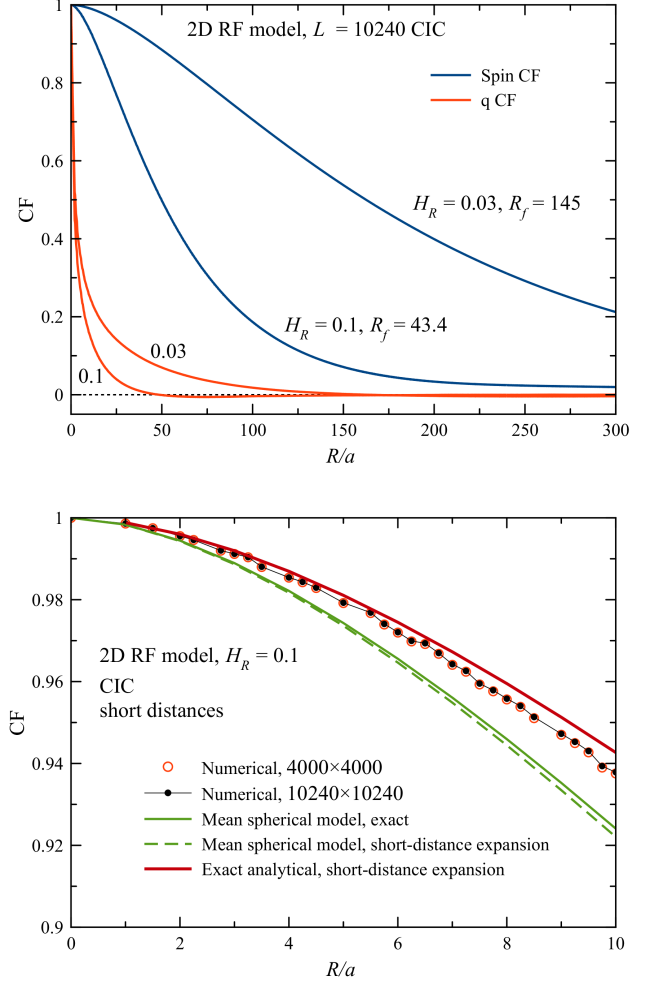 1
2D RF model, L = 10240 CIC
Spin CF
q CF
0.8
0.6
H_R = 0.03, R_f = 145
CF
0.4
H_R = 0.1, R_f = 43.4
0.2
0.03
0.1
0
0 50 100 150 200 250 300
R/a
1
0.98
2D RF model, H_R = 0.1
0.96
CIC
short distances
CF
0.94
Numerical, 4000×4000
Numerical, 10240×10240
Mean spherical model, exact
0.92
Mean spherical model, short-distance expansion
Exact analytical, short-distance expansion
0.9
0 2 4 6 8 10
R/a